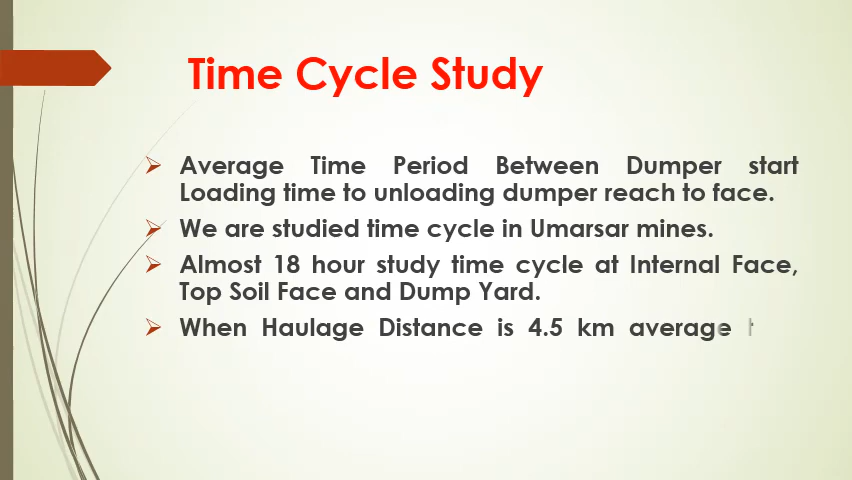 Time Cycle Study
Average Time Period Between Dumper start
Loading time to unloading dumper reach to face.
We are studied time cycle in Umarsar mines.
Almost 18 hour study time cycle at Internal Face,
Top Soil Face and Dump Yard.
When Haulage Distance is 4.5 km average